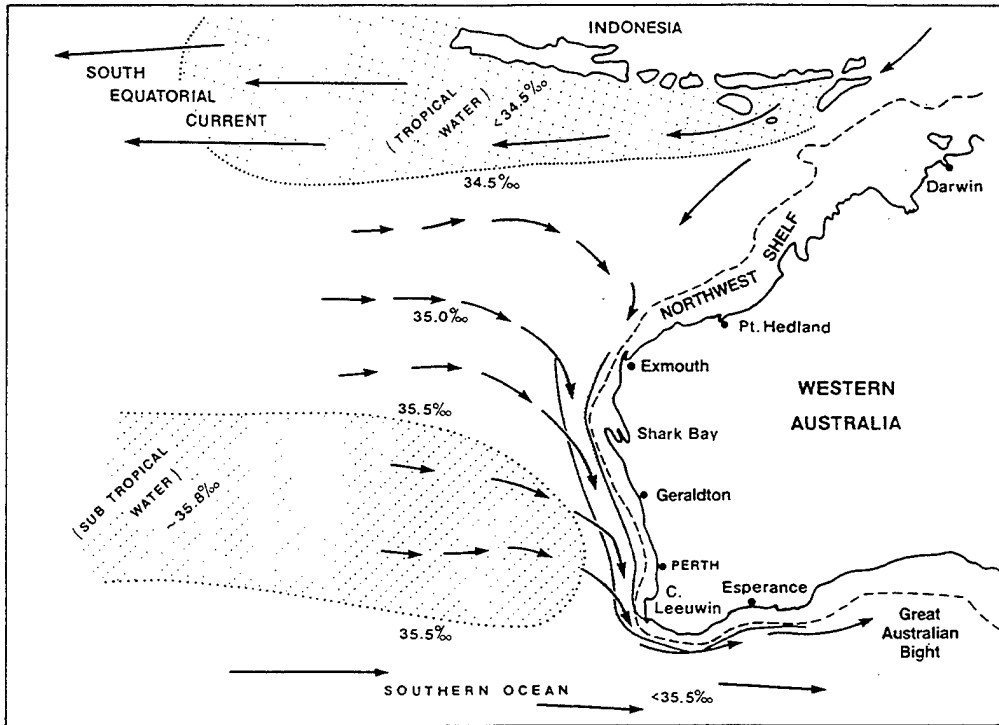 INDONESIA
SOUTH
EQUATORIAL
CURRENT
(TROPICAL
WATER)
<34.5‰
34.5‰
Darwin
NORTHWEST SHELF
Pt. Hedland
35.0‰
Exmouth
WESTERN
AUSTRALIA
35.5‰
Shark Bay
(SUB TROPICAL
WATER)
~35.8‰
Geraldton
PERTH
C.
Leeuwin
Esperance
Great
Australian
Bight
35.5‰
SOUTHERN OCEAN
<35.5‰